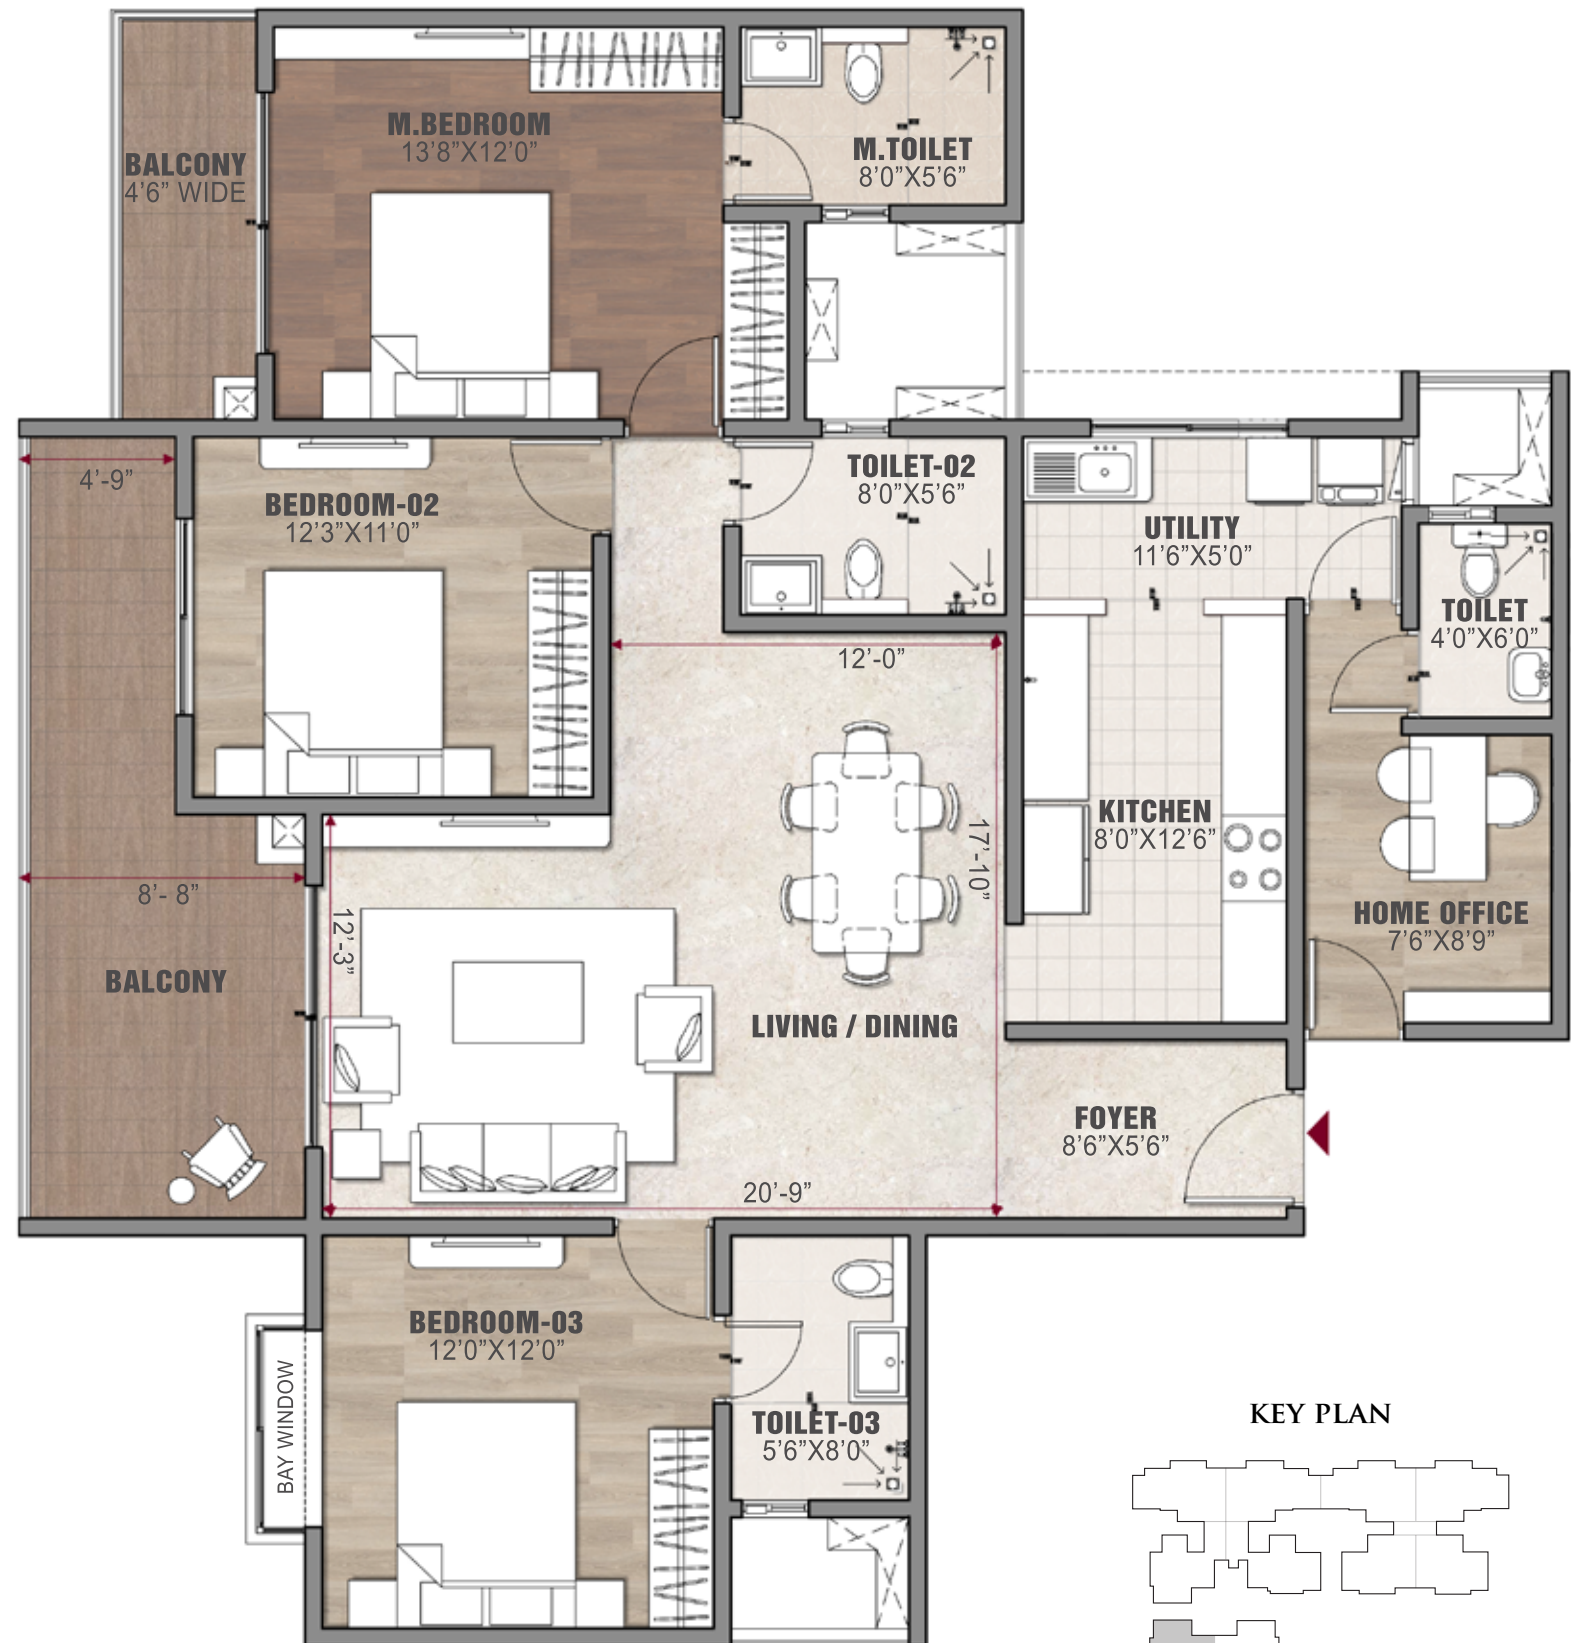 M.BEDROOM
13'8"X12'0"
BALCONY
4'6" WIDE
M.TOILET
8'0"X5'6"
4'-9"
BEDROOM-02
12'3"X11'0"
TOILET-02
8'0"X5'6"
UTILITY
11'6"X5'0"
TOILET
4'0"X6'0"
12'-0"
KITCHEN
8'0"X12'6"
17'-10"
8'- 8"
12'-3"
HOME OFFICE
7'6"X8'9"
BALCONY
LIVING / DINING
FOYER
8'6"X5'6"
20'-9"
BEDROOM-03
12'0"X12'0"
BAY WINDOW
TOILET-03
5'6"X8'0"
KEY PLAN